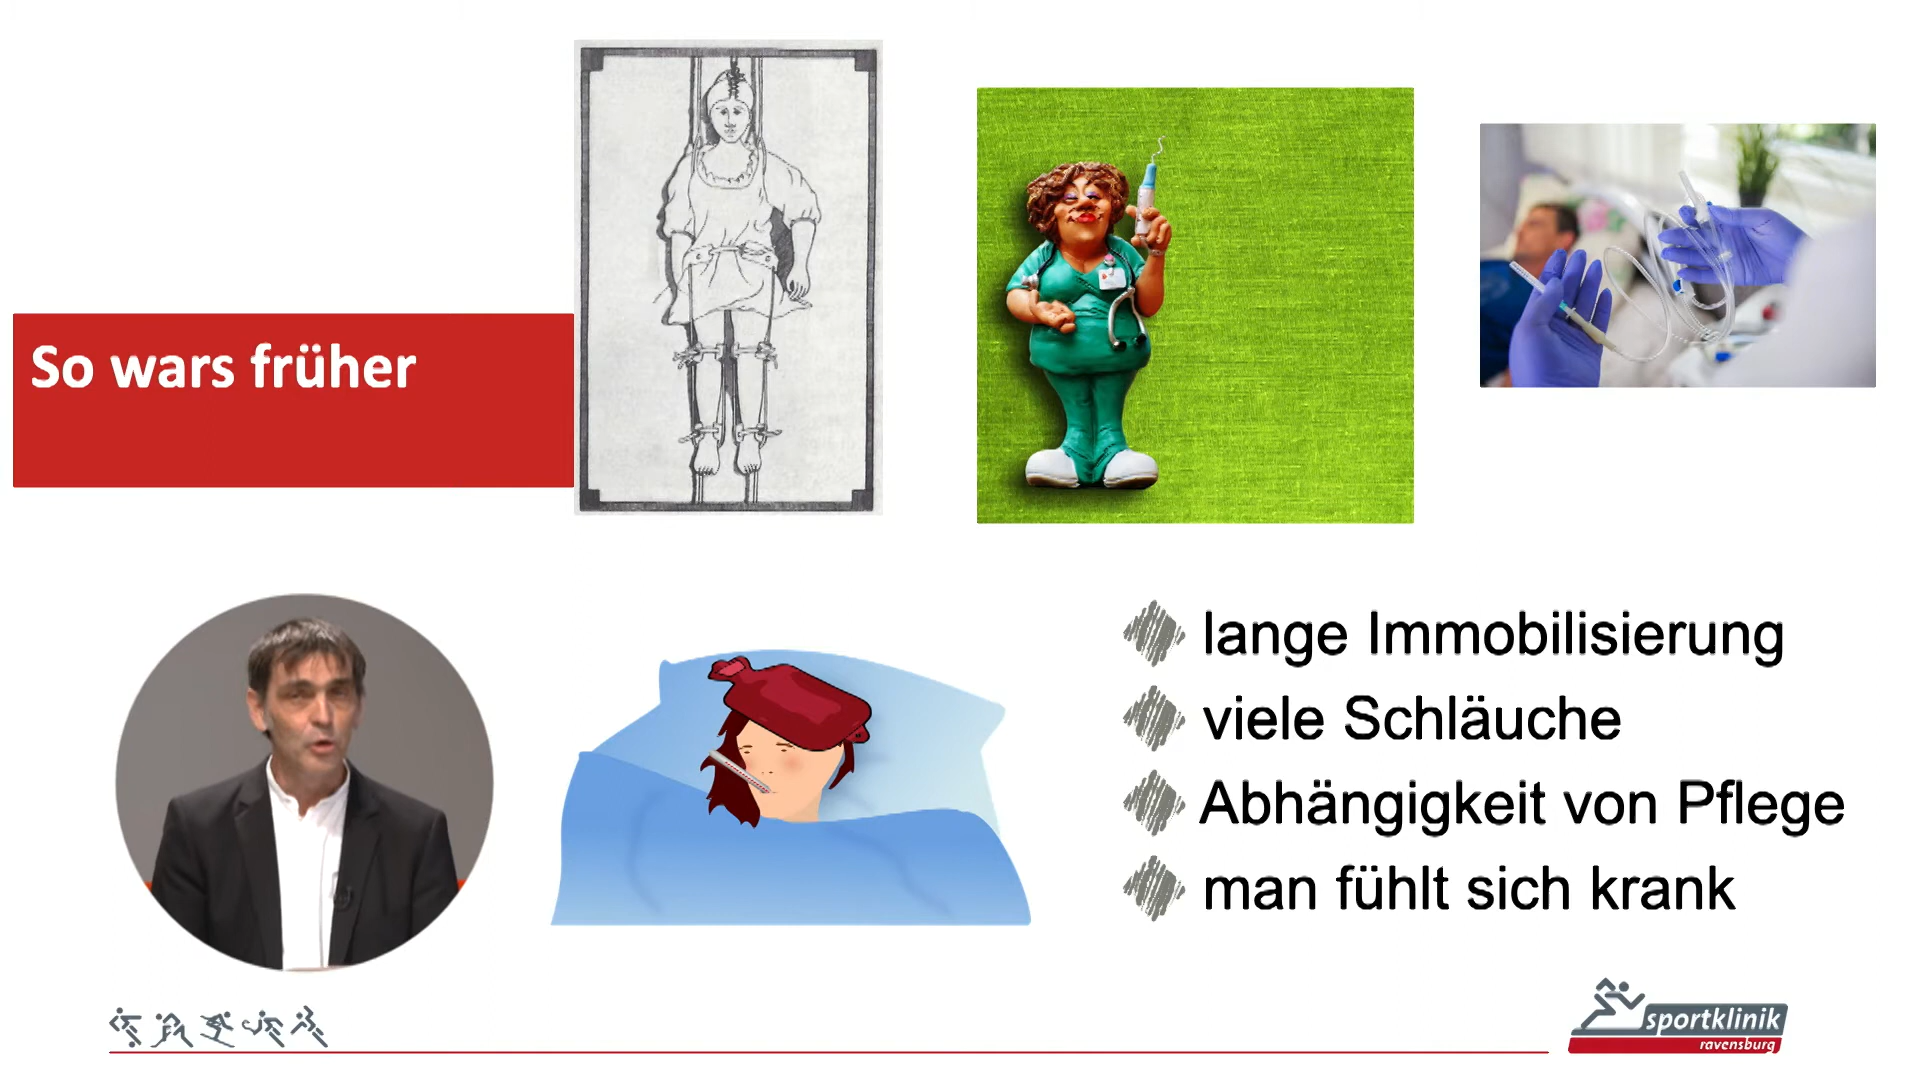 So wars früher
lange Immobilisierung
viele Schläuche
Abhängigkeit von Pflege
man fühlt sich krank
sportklinik
ravensburg